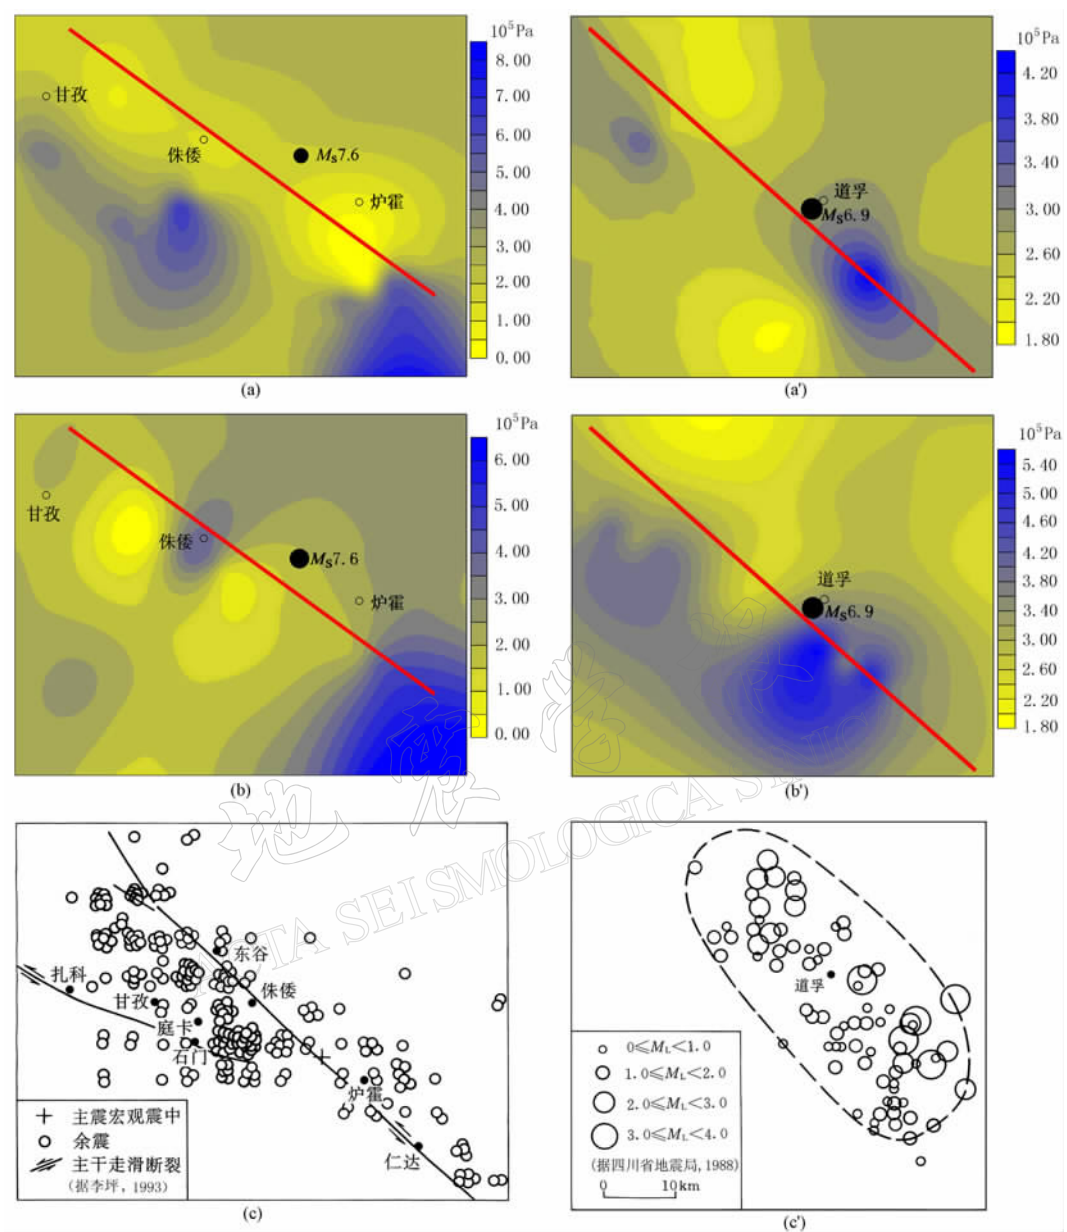 10⁵Pa
8.00
7.00
6.00
5.00
4.00
3.00
2.00
1.00
0.00
甘孜
侏倭
Ms7.6
炉霍
(a)
10⁵Pa
4.20
3.80
3.40
3.00
2.60
2.20
1.80
道孚
Ms6.9
(a')
10⁵Pa
6.00
5.00
4.00
3.00
2.00
1.00
0.00
甘孜
侏倭
Ms7.6
炉霍
(b)
10⁵Pa
5.40
5.00
4.60
4.20
3.80
3.40
3.00
2.60
2.20
1.80
道孚
Ms6.9
(b')
地震学报
ACTA SEISMOLOGICA SINICA
东谷
扎科
甘孜
侏倭
庭卡
石门
炉霍
仁达
主震宏观震中
余震
主干走滑断裂
(据李坪，1993)
(c)
道孚
0≤ML<1.0
1.0≤ML<2.0
2.0≤ML<3.0
3.0≤ML<4.0
(据四川省地震局,1988)
0 10km
(c')